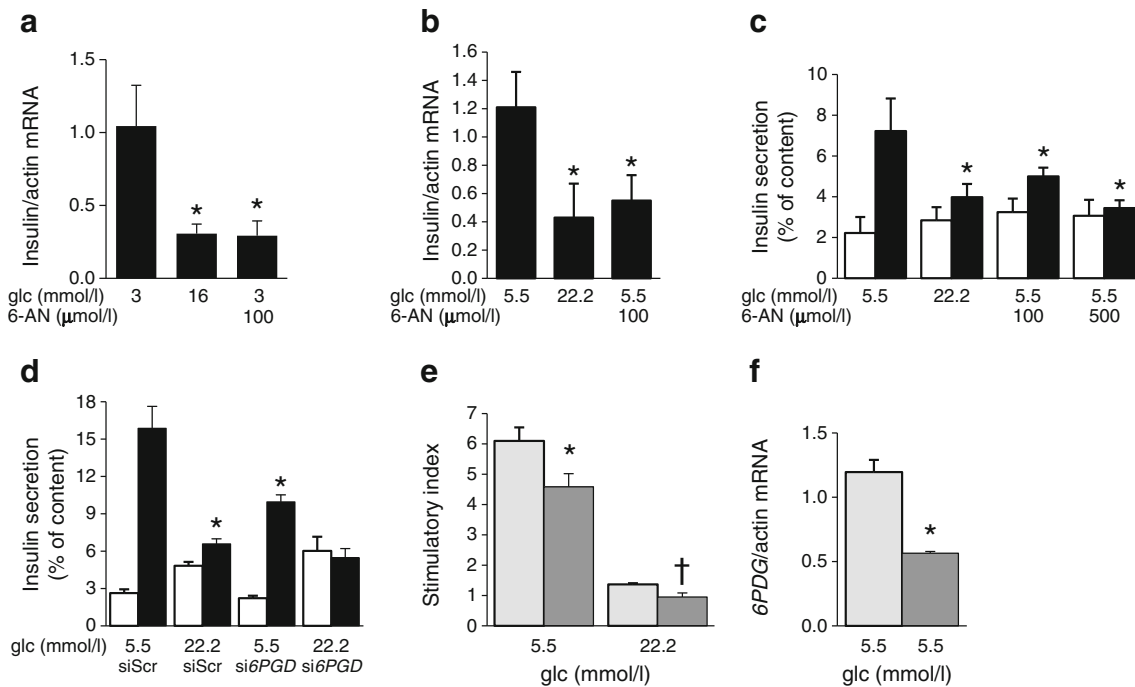 a
Insulin/actin mRNA
1.5
1.0
0.5
0.0
glc (mmol/l) 3 16 3
6-AN (μmol/l) 100
*
*
b
Insulin/actin mRNA
1.6
1.4
1.2
1.0
0.8
0.6
0.4
0.2
0.0
glc (mmol/l) 5.5 22.2 5.5
6-AN (μmol/l) 100
*
*
c
Insulin secretion
(% of content)
10
8
6
4
2
0
glc (mmol/l) 5.5 22.2 5.5 5.5
6-AN (μmol/l) 100 500
*
*
*
d
Insulin secretion
(% of content)
18
15
12
9
6
3
0
glc (mmol/l) 5.5 22.2 5.5 22.2
siScr siScr si6PGD si6PGD
*
*
e
Stimulatory index
7
6
5
4
3
2
1
0
*
†
5.5 22.2
glc (mmol/l)
f
6PDG/actin mRNA
1.5
1.0
0.5
0.0
*
5.5 5.5
glc (mmol/l)